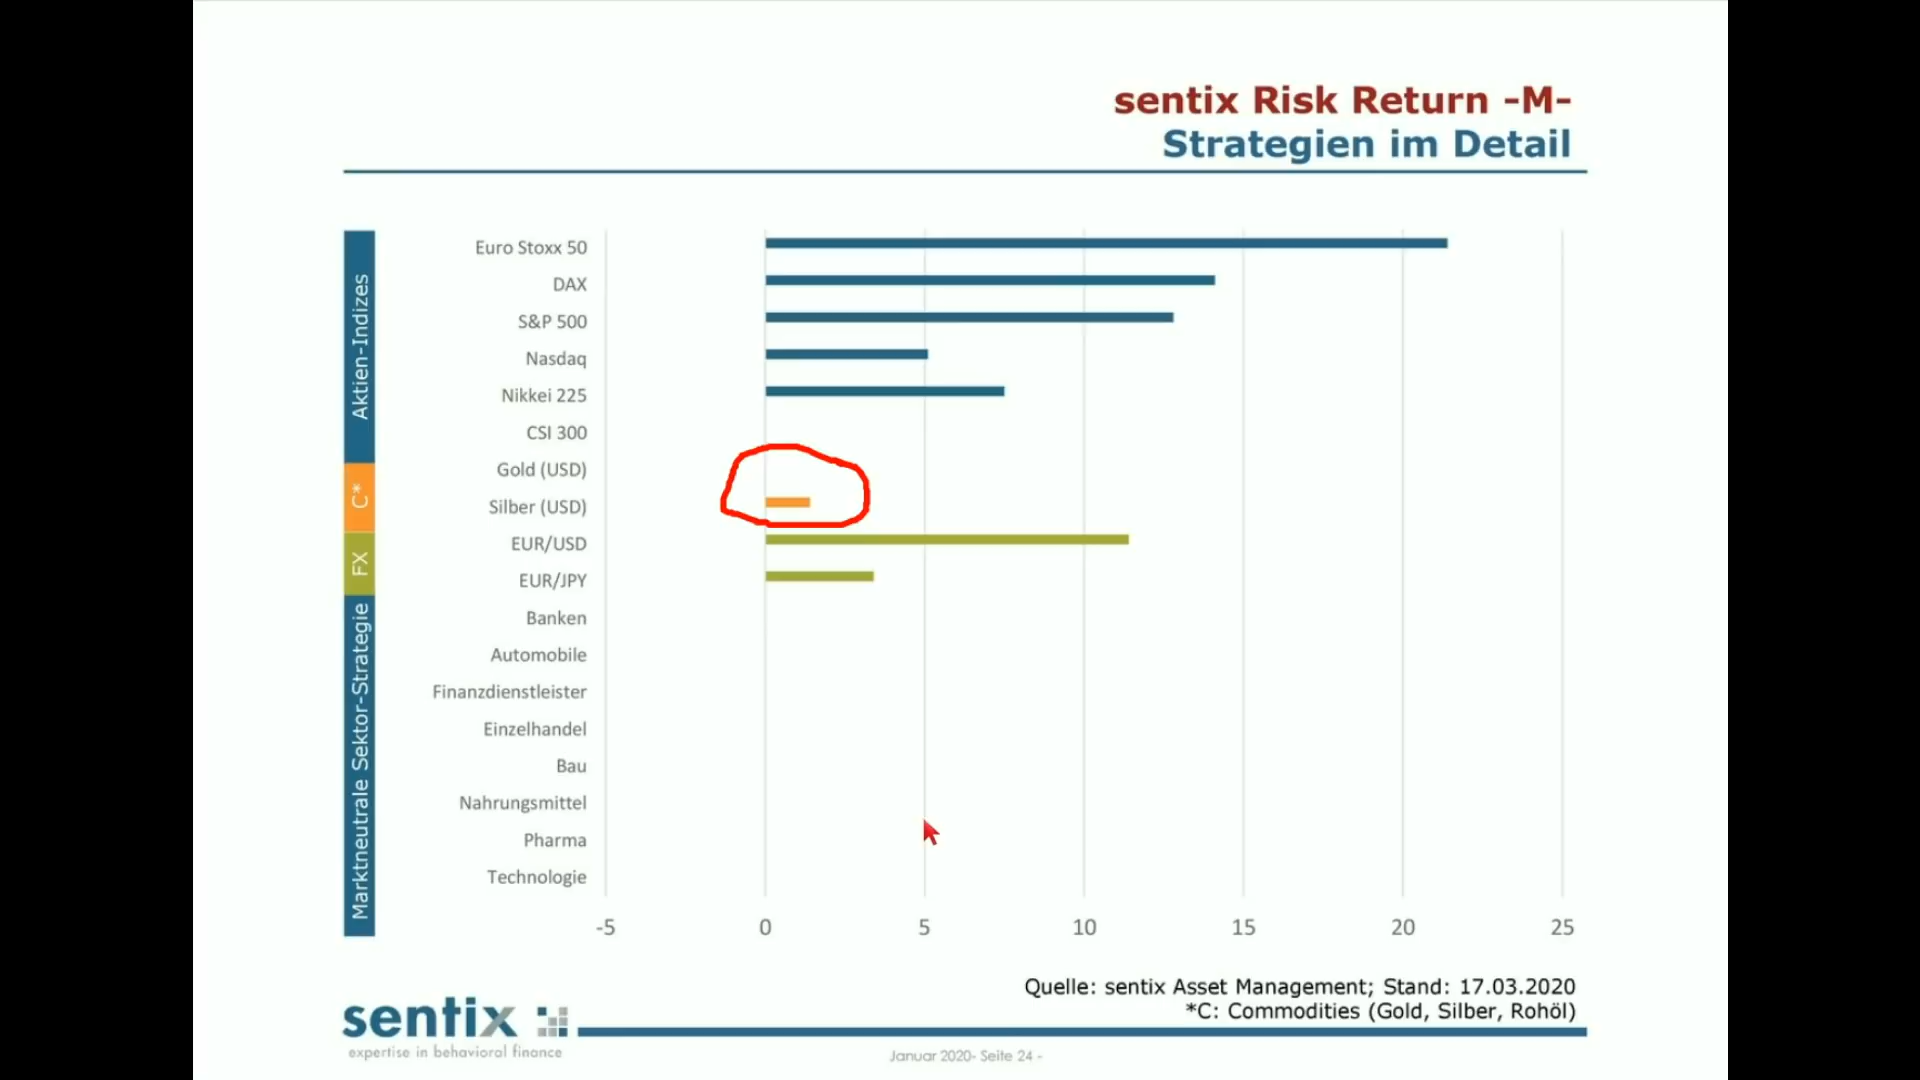 sentix Risk Return -M-
Strategien im Detail
Aktien-Indizes
C*
FX
Marktneutrale Sektor-Strategie
Euro Stoxx 50
DAX
S&P 500
Nasdaq
Nikkei 225
CSI 300
Gold (USD)
Silber (USD)
EUR/USD
EUR/JPY
Banken
Automobile
Finanzdienstleister
Einzelhandel
Bau
Nahrungsmittel
Pharma
Technologie
-5 0 5 10 15 20 25
Quelle: sentix Asset Management; Stand: 17.03.2020
*C: Commodities (Gold, Silber, Rohöl)
sentix
expertise in behavioral finance
Januar 2020- Seite 24 -